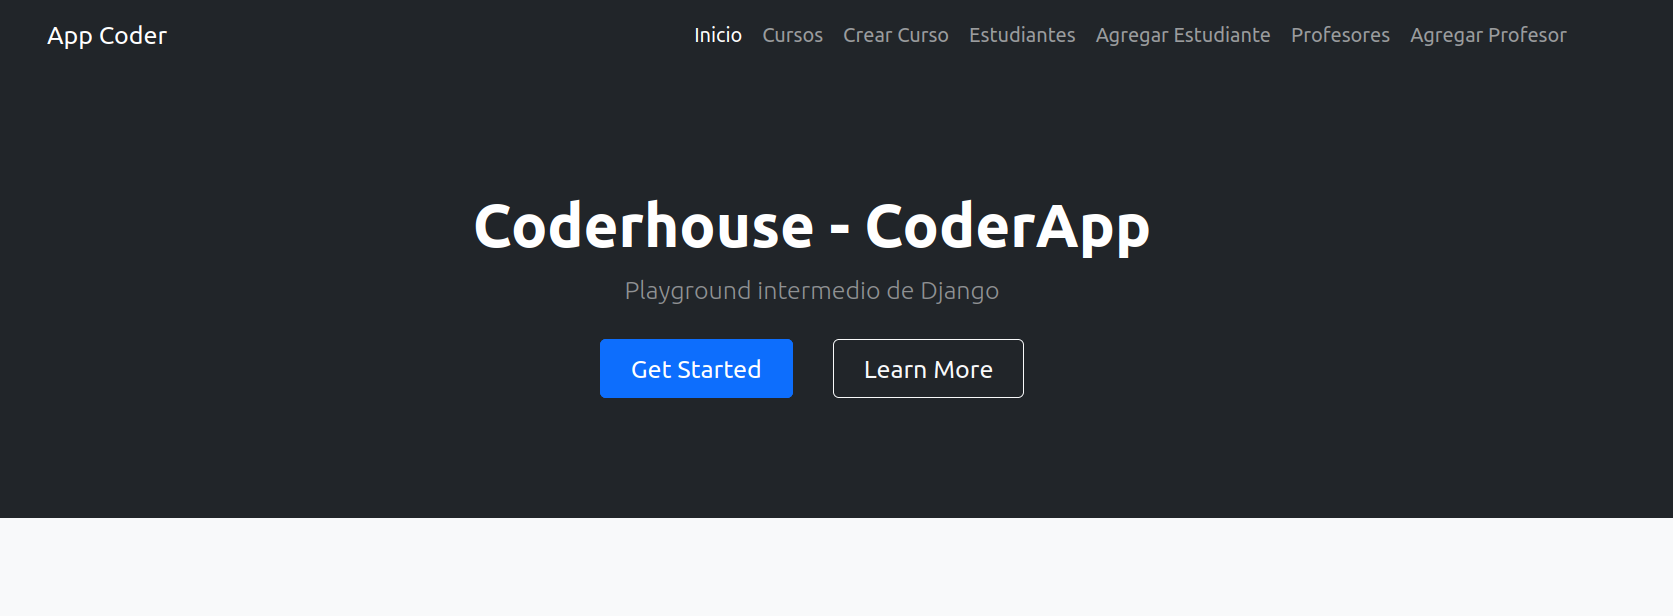 App Coder
Inicio Cursos Crear Curso Estudiantes Agregar Estudiante Profesores Agregar Profesor
Coderhouse - CoderApp
Playground intermedio de Django
Get Started Learn More